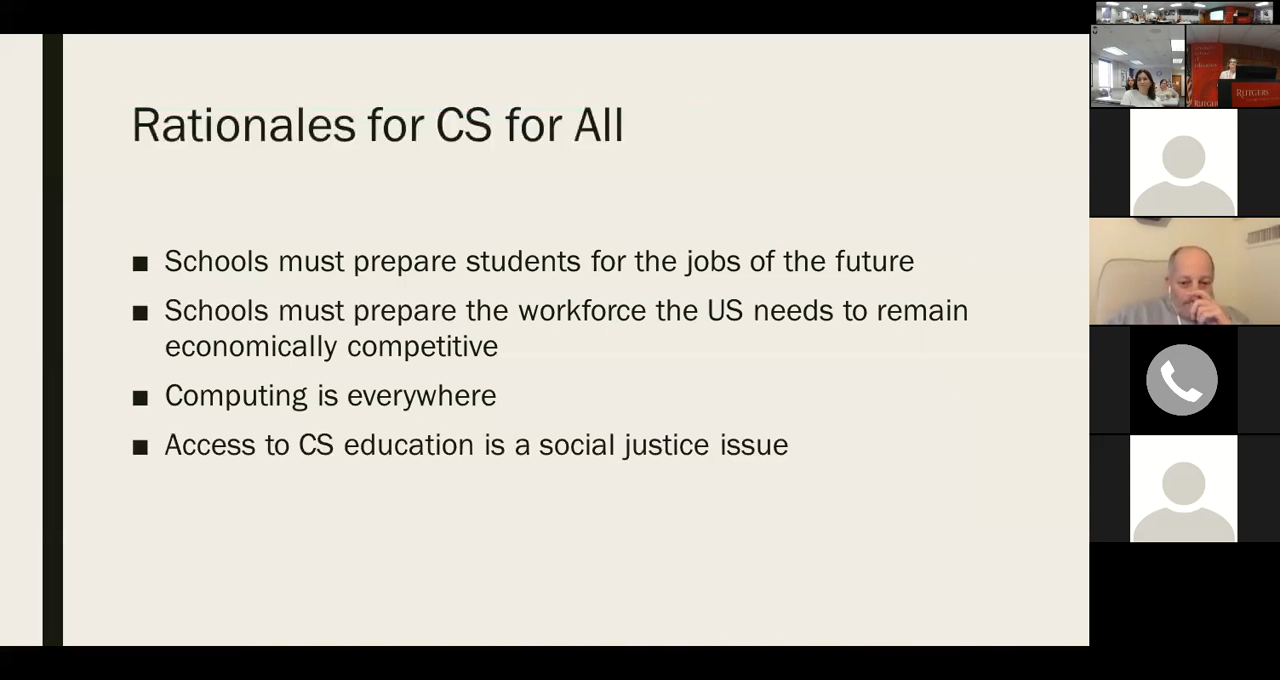 Rationales for CS for All
■ Schools must prepare students for the jobs of the future
■ Schools must prepare the workforce the US needs to remain
economically competitive
■ Computing is everywhere
■ Access to CS education is a social justice issue
RUTGERS